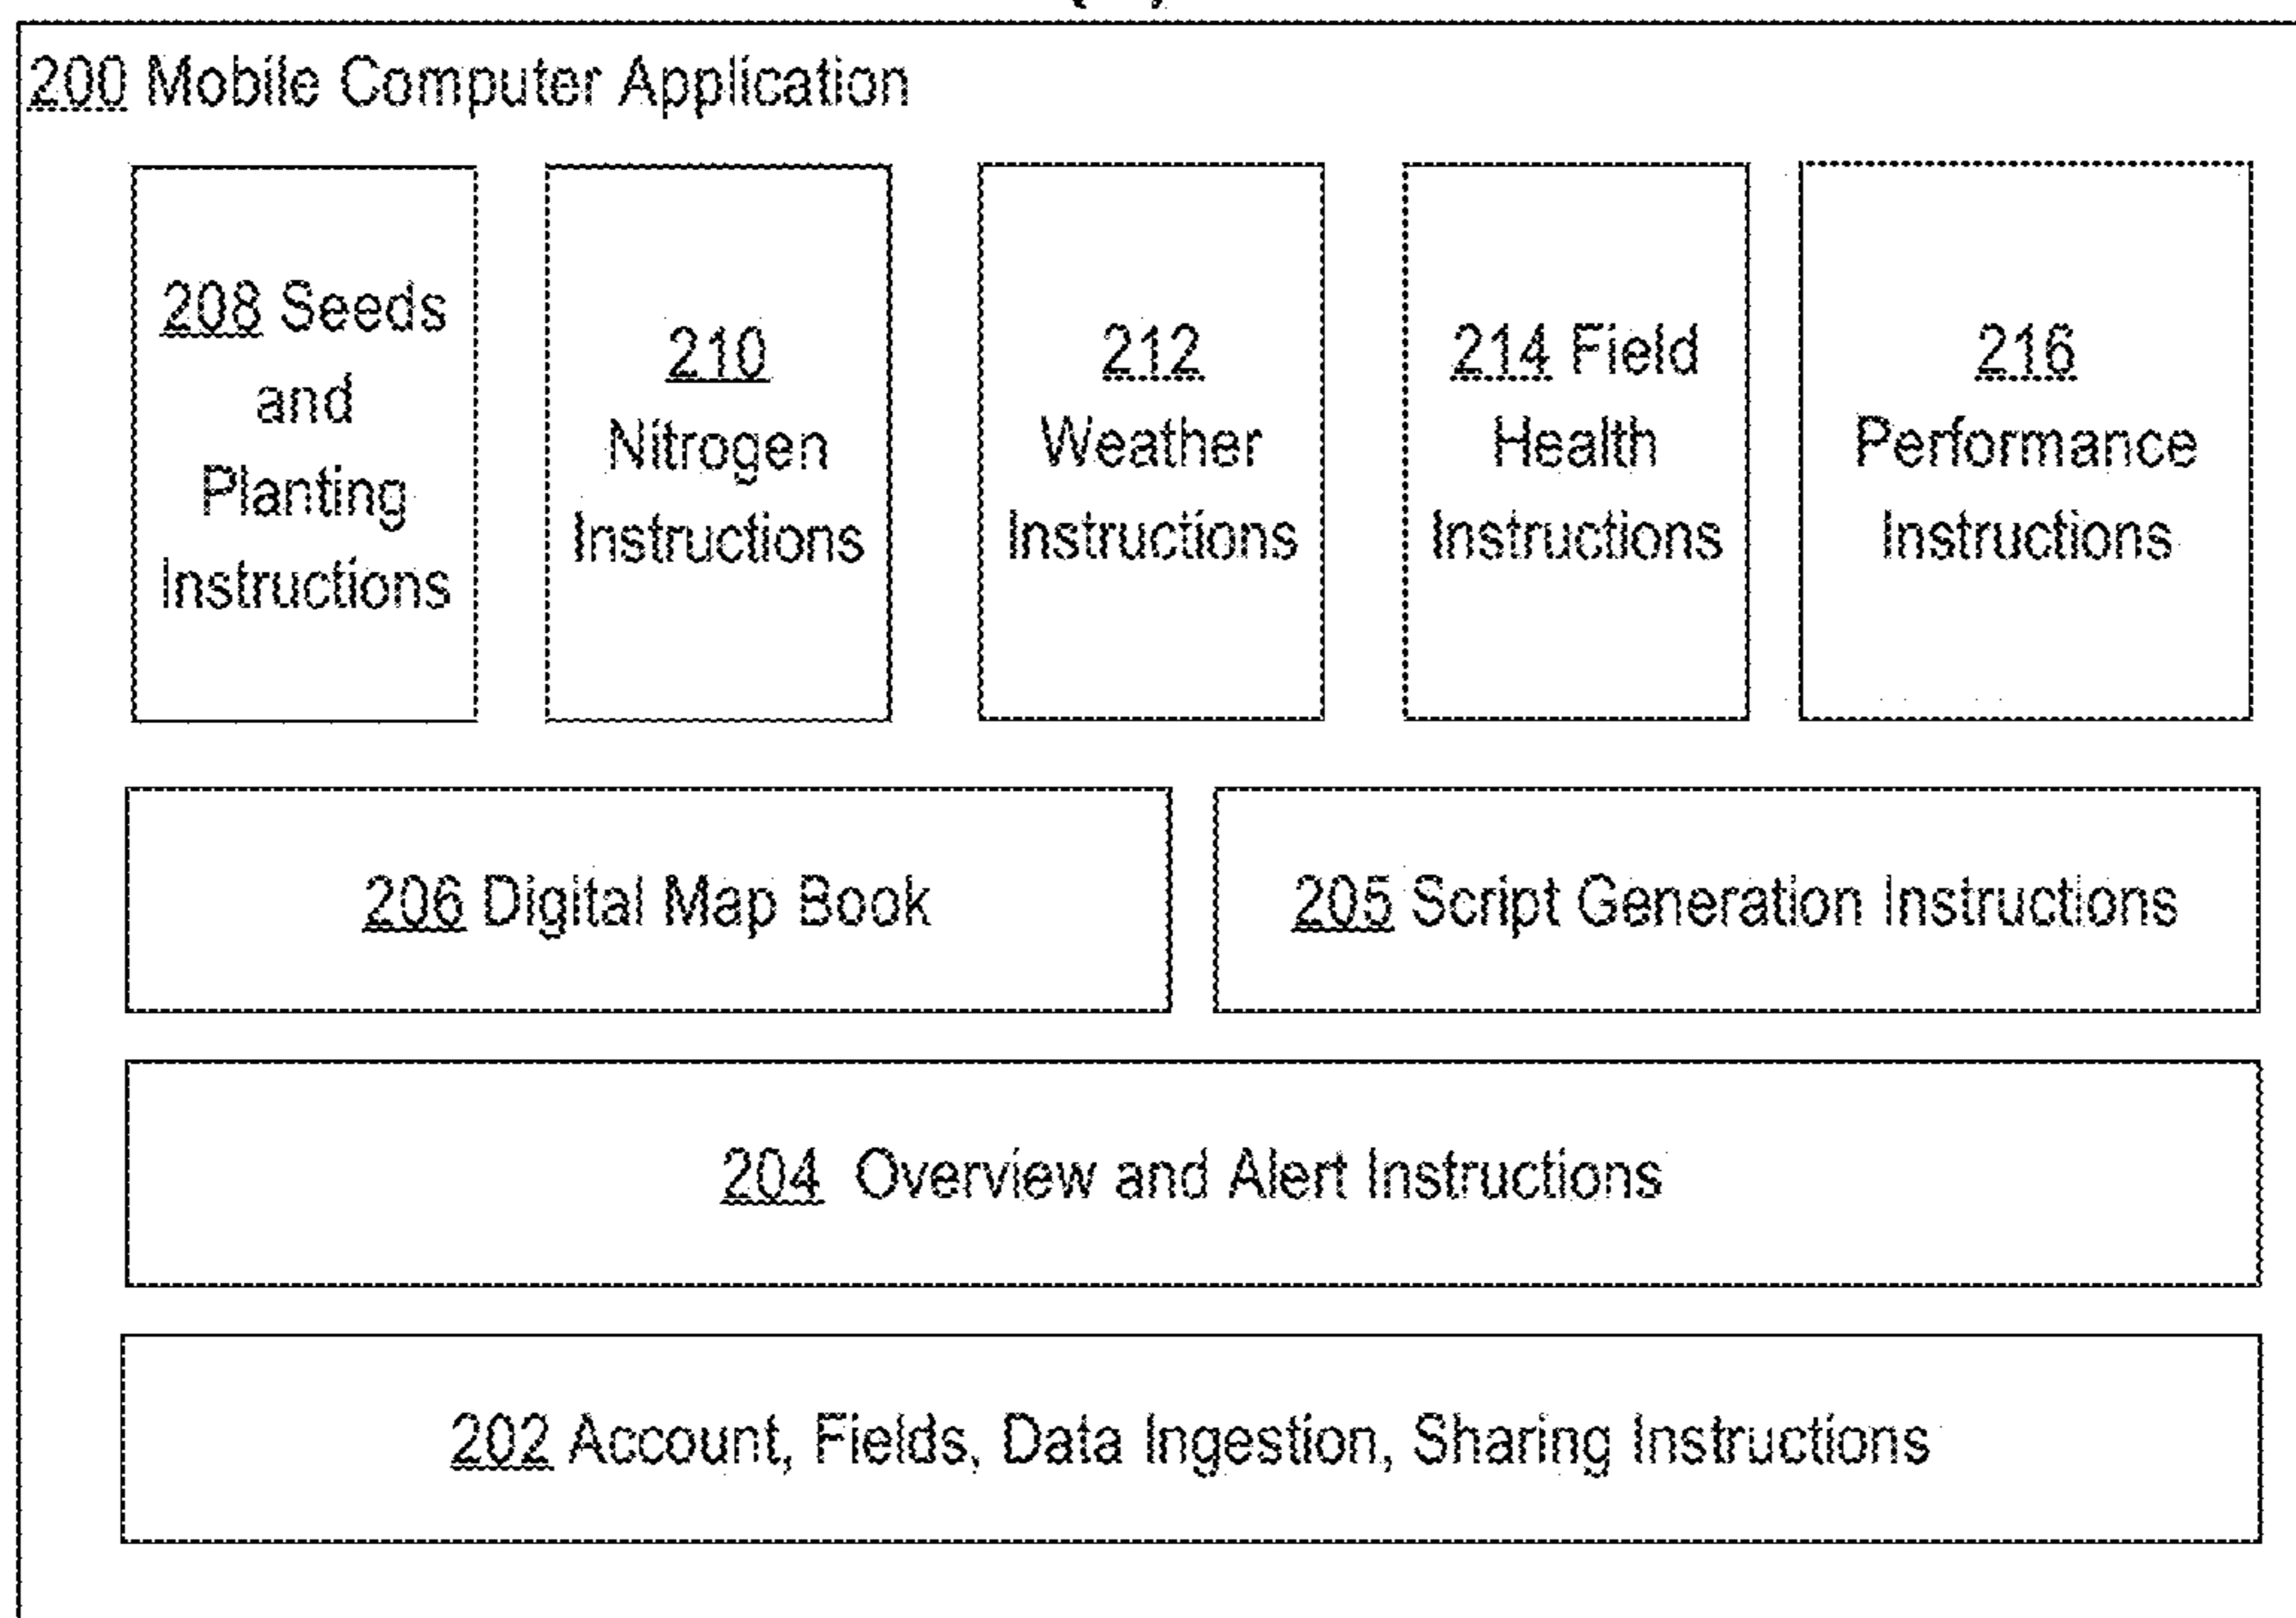 200 Mobile Computer Application
208 Seeds
and
Planting
Instructions
210
Nitrogen
Instructions
212
Weather
Instructions
214 Field
Health
Instructions
216
Performance
Instructions
206 Digital Map Book
205 Script Generation Instructions
204 Overview and Alert Instructions
202 Account, Fields, Data Ingestion, Sharing Instructions